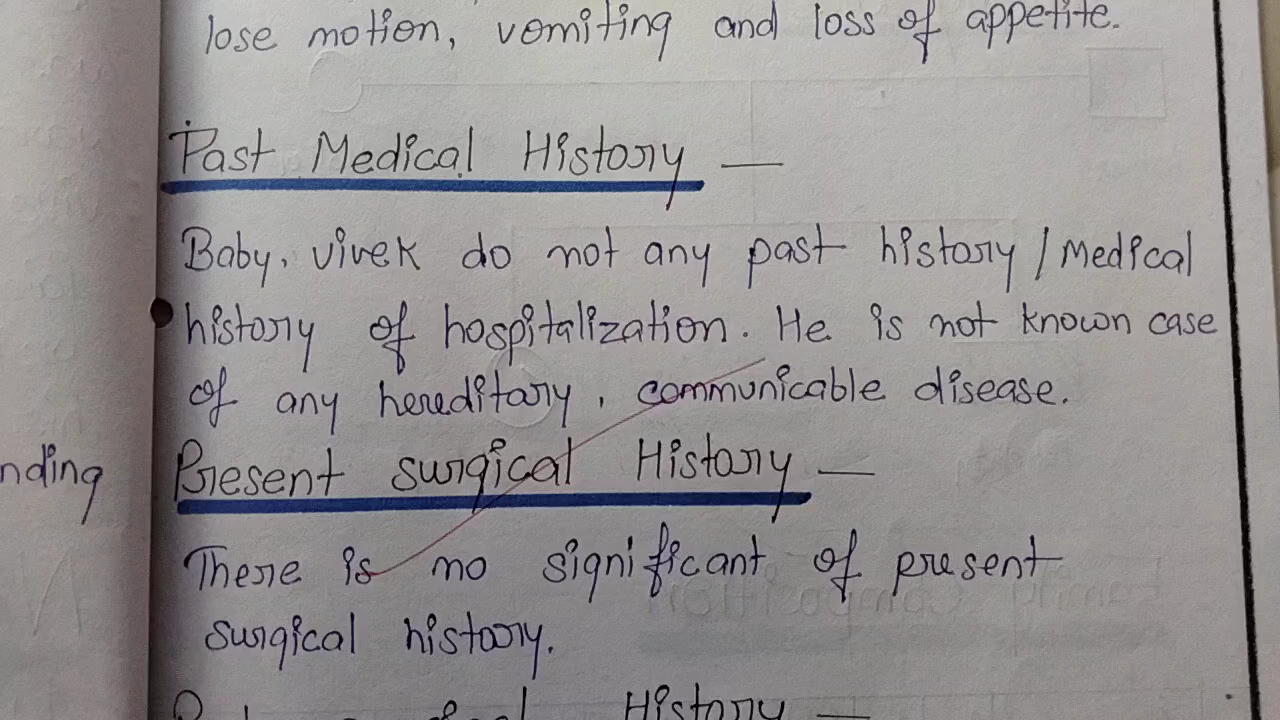 lose motion, vomiting and loss of appetite.
Past Medical History —
Baby. vivek do not any past history / Medical
history of hospitalization. He is not known case
of any hereditary, communicable disease.
nding
Present surgical History —
There is no significant of present
surgical history.
History —